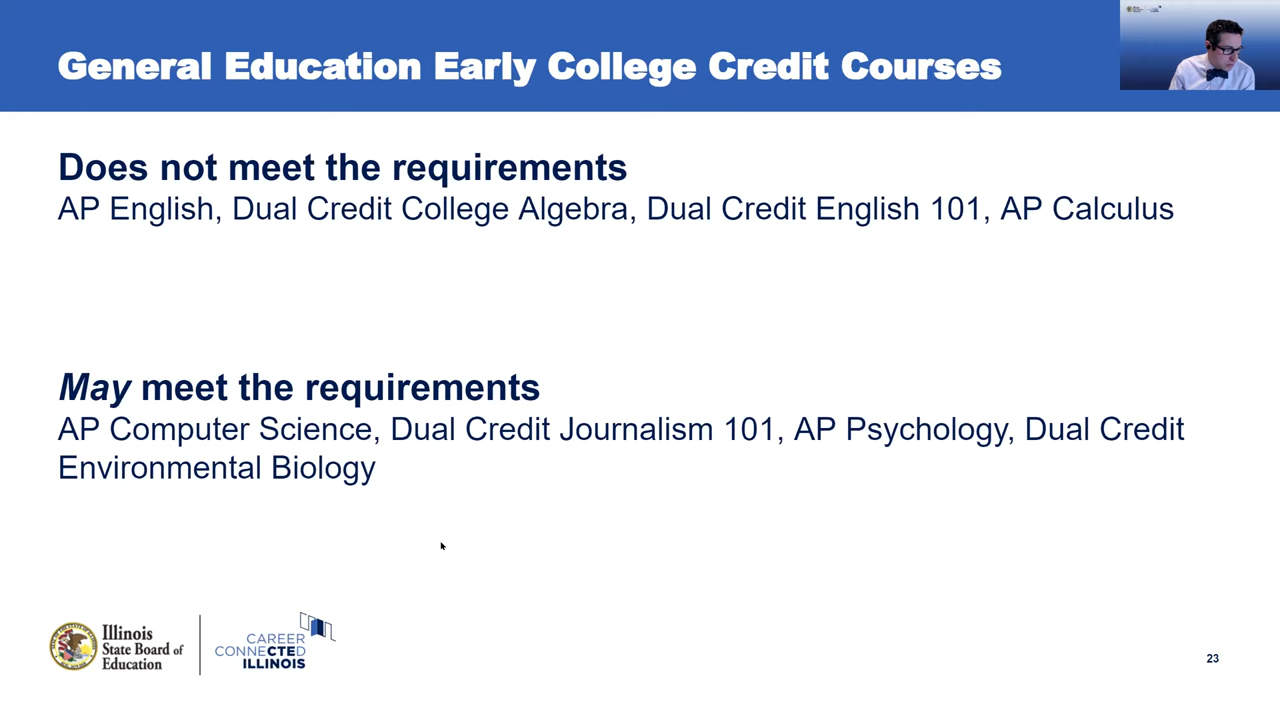 General Education Early College Credit Courses
Does not meet the requirements
AP English, Dual Credit College Algebra, Dual Credit English 101, AP Calculus
May meet the requirements
AP Computer Science, Dual Credit Journalism 101, AP Psychology, Dual Credit
Environmental Biology
Illinois
State Board of
Education
CAREER
CONNECTED
ILLINOIS
23